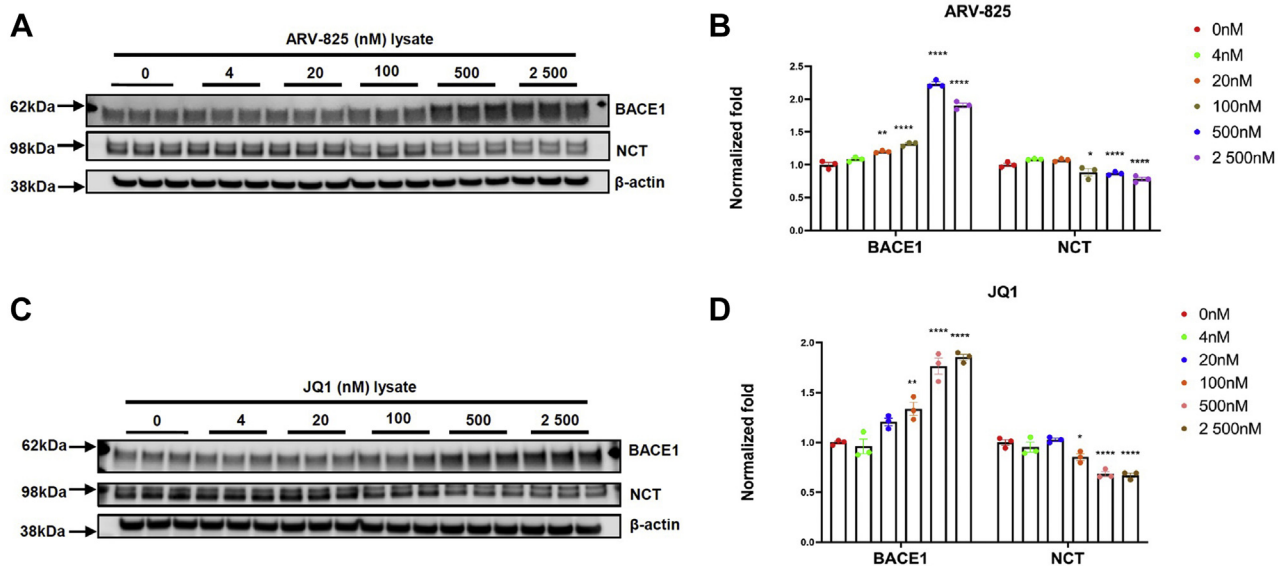 A
ARV-825 (nM) lysate
0 4 20 100 500 2 500
62kDa BACE1
98kDa NCT
38kDa β-actin
B
ARV-825
Normalized fold
2.5
2.0
1.5
1.0
0.5
0.0
** **** **** ****
* **** ****
BACE1 NCT
0nM
4nM
20nM
100nM
500nM
2 500nM
C
JQ1 (nM) lysate
0 4 20 100 500 2 500
62kDa BACE1
98kDa NCT
38kDa β-actin
D
JQ1
Normalized fold
2.0
1.5
1.0
0.5
0.0
** **** ****
* **** ****
BACE1 NCT
0nM
4nM
20nM
100nM
500nM
2 500nM